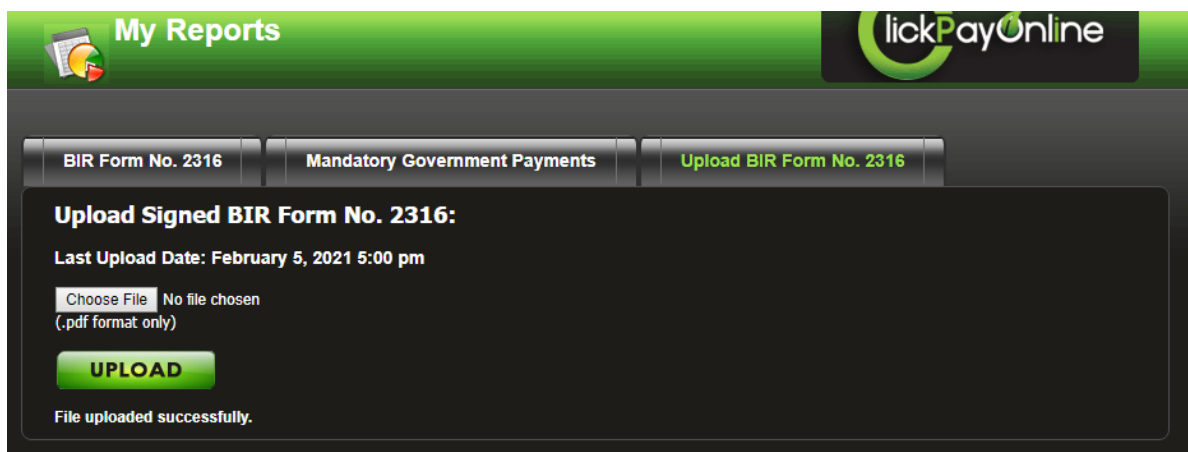 My Reports
lickPayOnline
BIR Form No. 2316
Mandatory Government Payments
Upload BIR Form No. 2316
Upload Signed BIR Form No. 2316:
Last Upload Date: February 5, 2021 5:00 pm
Choose File No file chosen
(.pdf format only)
UPLOAD
File uploaded successfully.